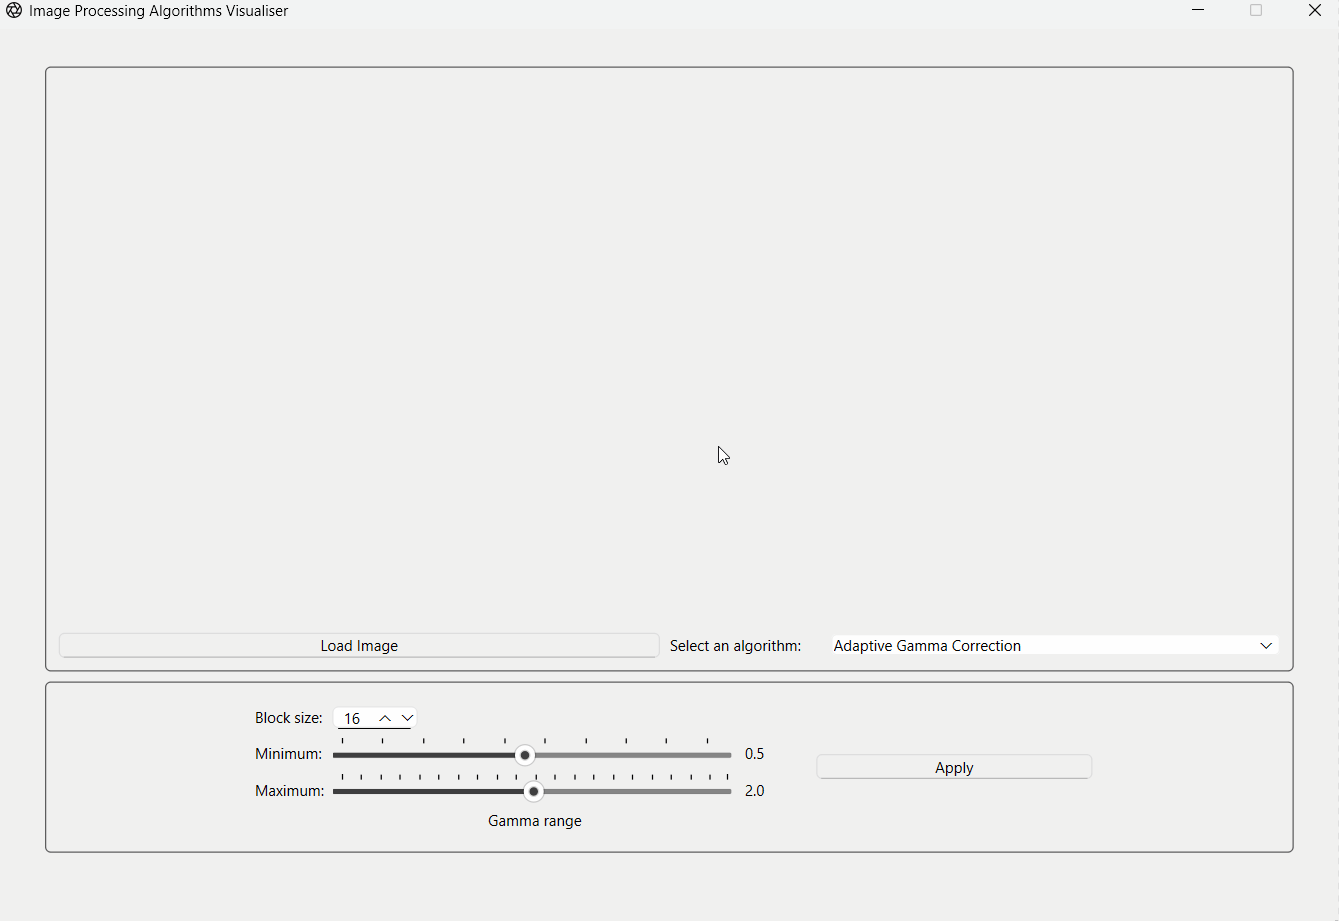 Image Processing Algorithms Visualiser
Load Image Select an algorithm: Adaptive Gamma Correction
Block size: 16
Minimum: 0.5
Apply
Maximum: 2.0
Gamma range